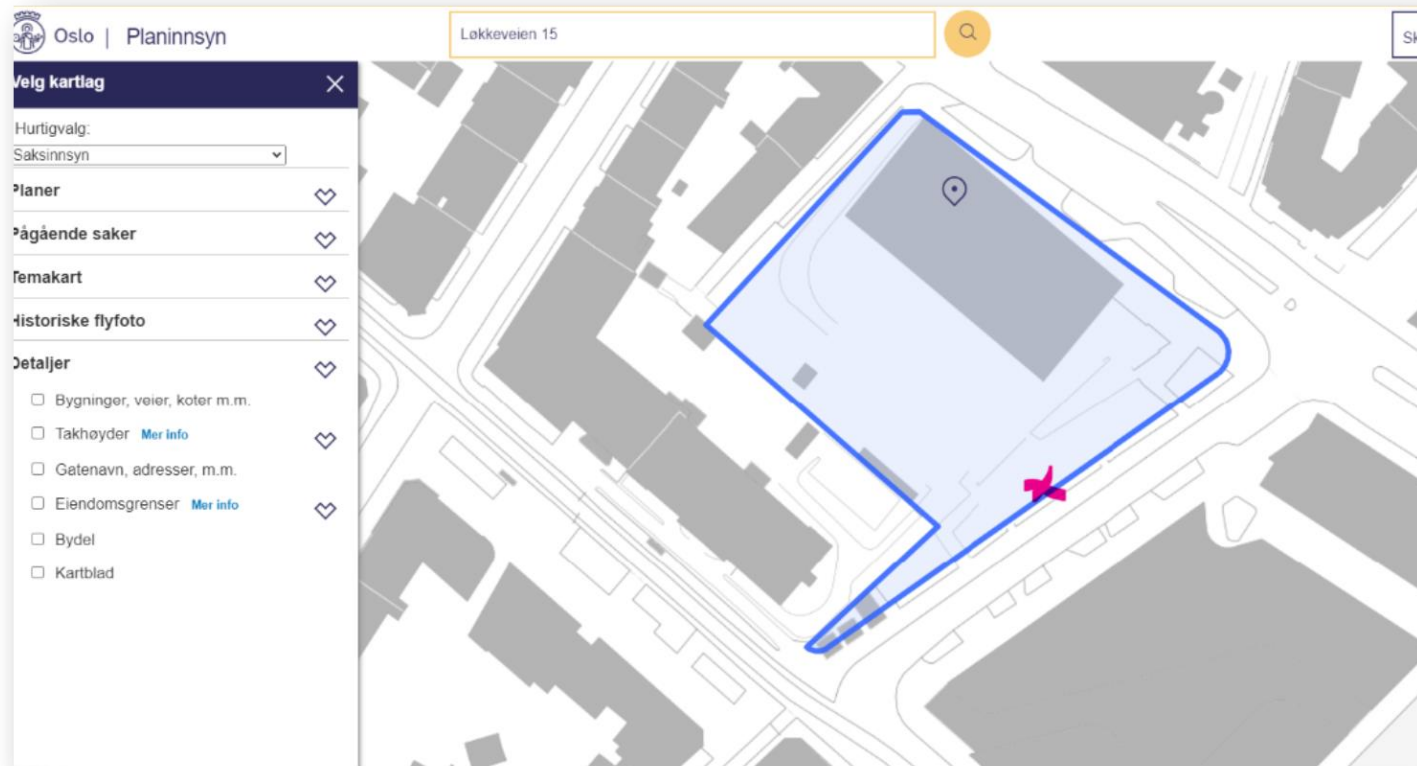 Oslo | Planinnsyn
Løkkeveien 15
Sk
Velg kartlag
Hurtigvalg:
Saksinnsyn
Planer
Pågående saker
Temakart
Historiske flyfoto
Detaljer
Bygninger, veier, koter m.m.
Takhøyder Mer info
Gatenavn, adresser, m.m.
Eiendomsgrenser Mer info
Bydel
Kartblad